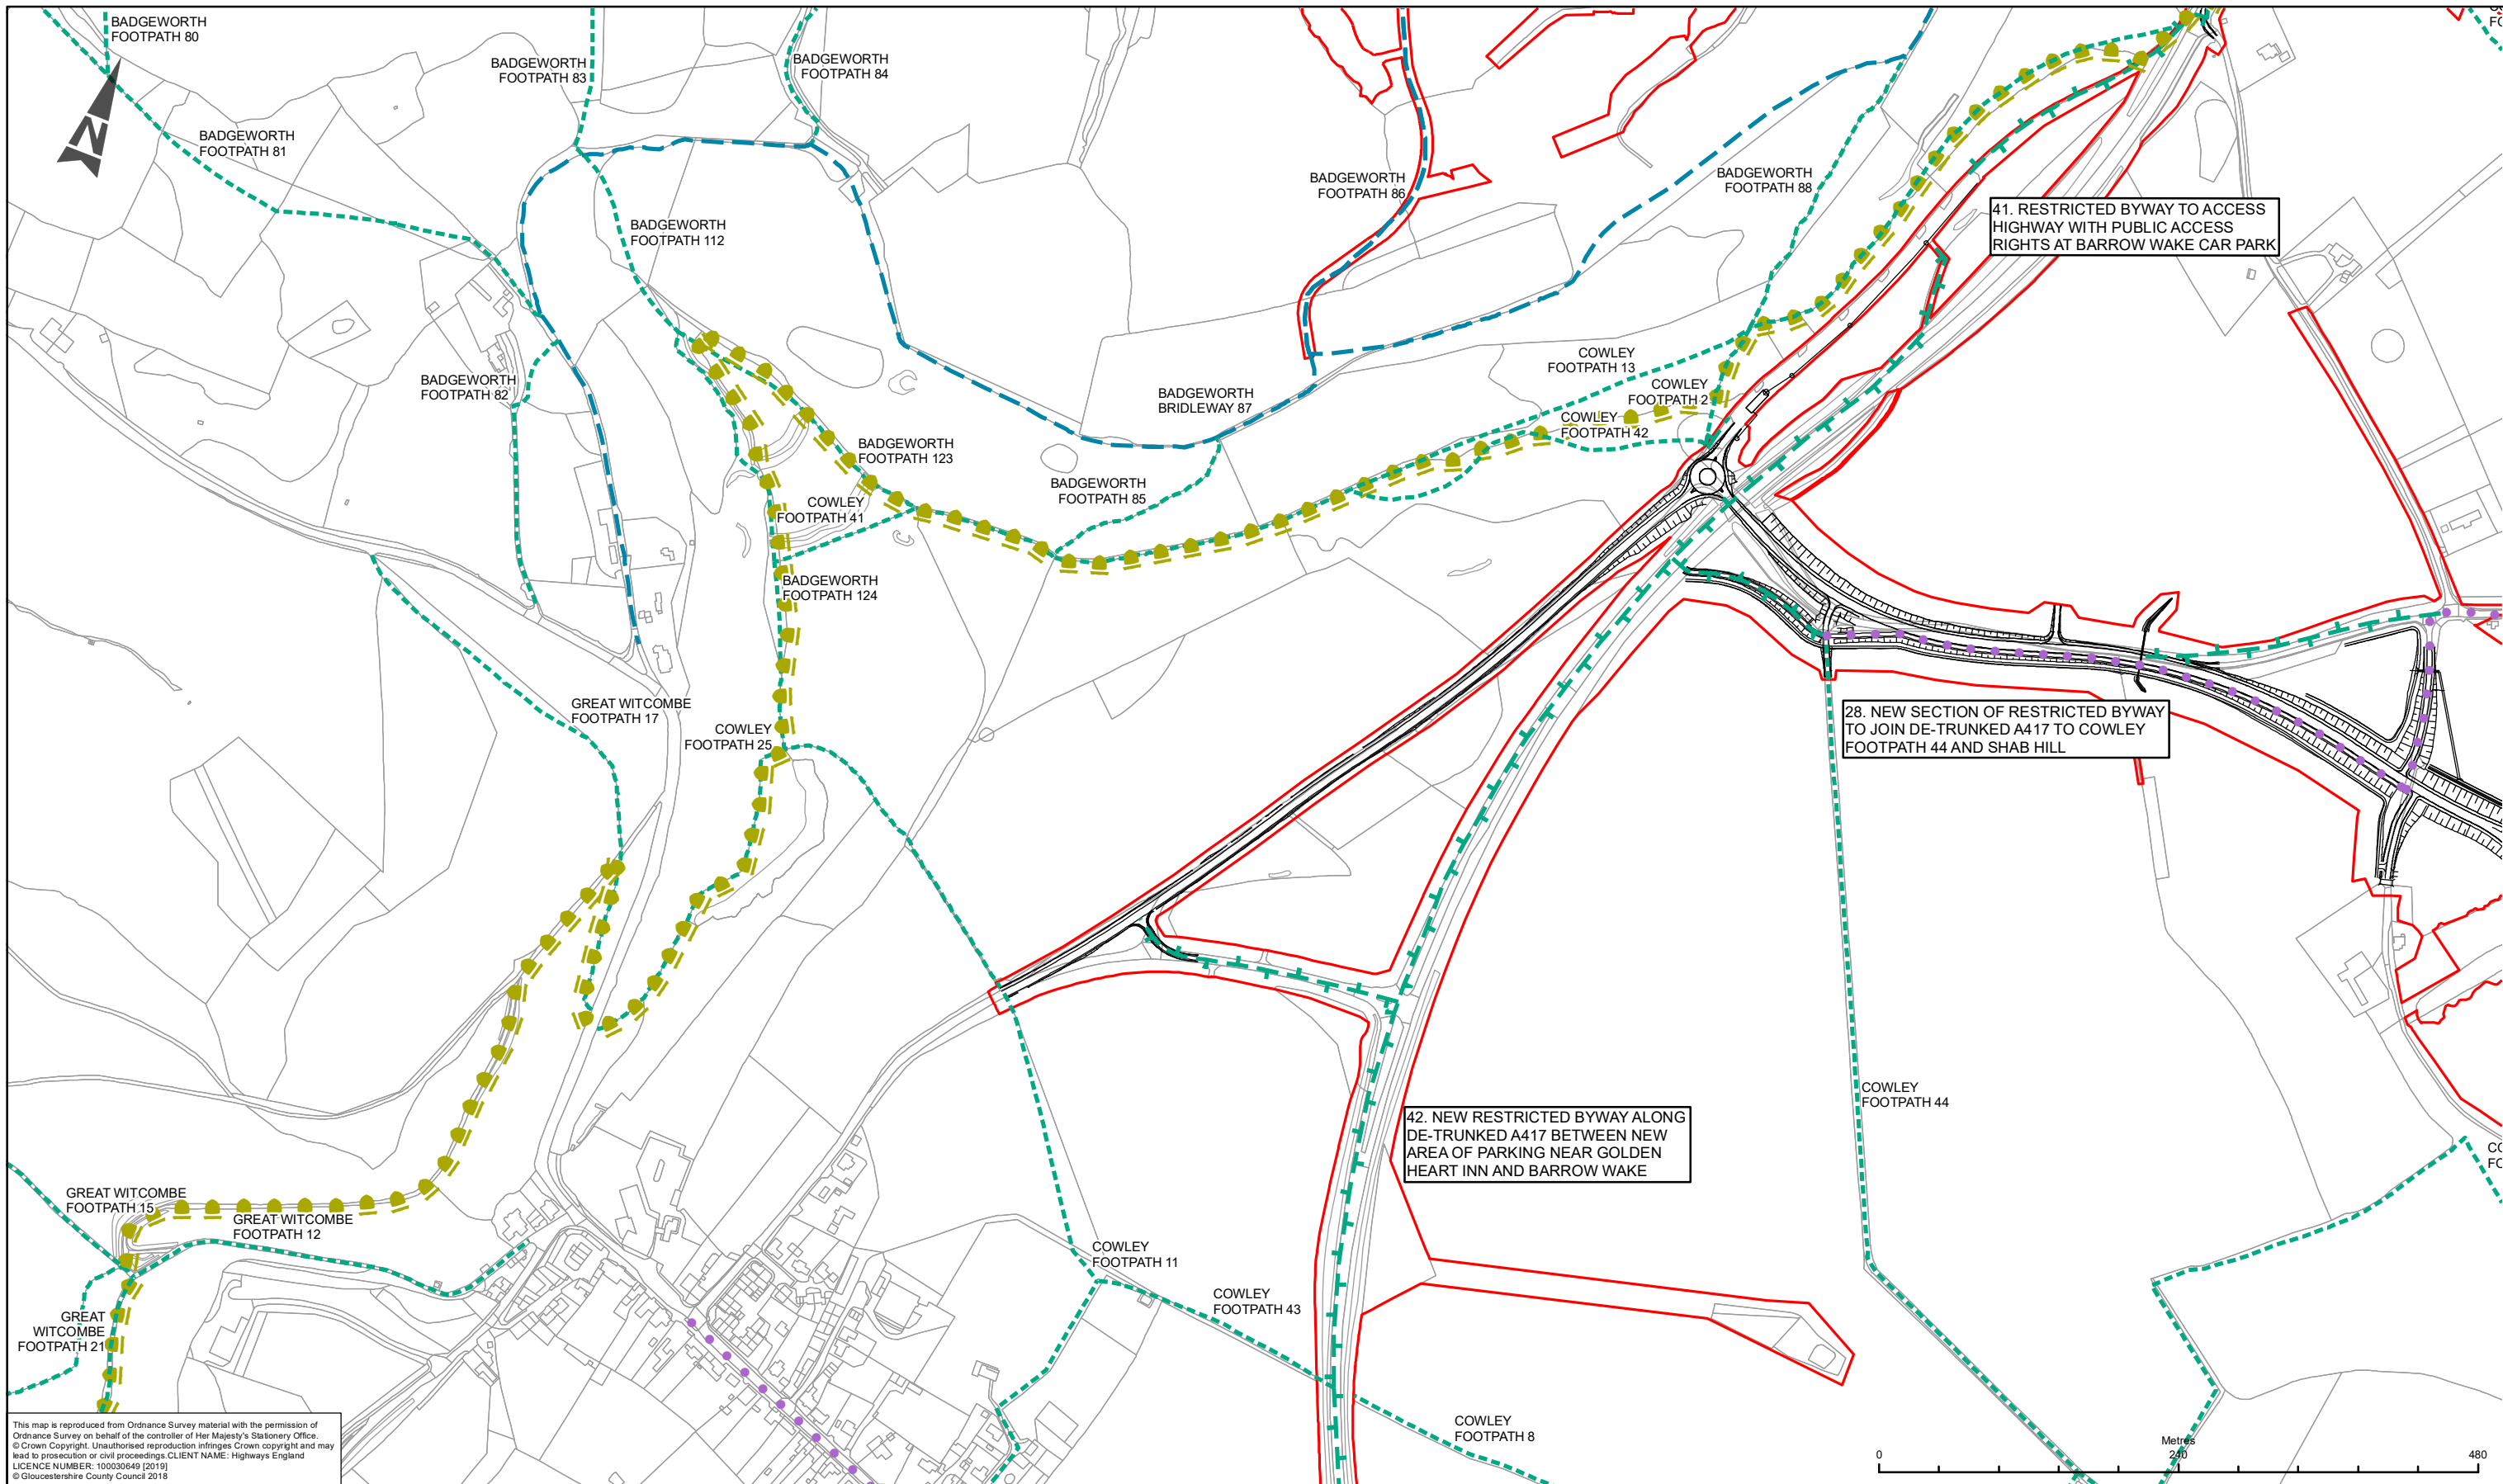 BADGEWORTH
FOOTPATH 80
BADGEWORTH
FOOTPATH 83
BADGEWORTH
FOOTPATH 84
N
BADGEWORTH
FOOTPATH 81
BADGEWORTH
FOOTPATH 112
BADGEWORTH
FOOTPATH 86
BADGEWORTH
FOOTPATH 88
41. RESTRICTED BYWAY TO ACCESS
HIGHWAY WITH PUBLIC ACCESS
RIGHTS AT BARROW WAKE CAR PARK
BADGEWORTH
FOOTPATH 82
COWLEY
FOOTPATH 13
COWLEY
FOOTPATH 2
BADGEWORTH
BRIDLEWAY 87
COWLEY
FOOTPATH 42
BADGEWORTH
FOOTPATH 123
BADGEWORTH
FOOTPATH 85
COWLEY
FOOTPATH 41
BADGEWORTH
FOOTPATH 124
GREAT WITCOMBE
FOOTPATH 17
COWLEY
FOOTPATH 25
28. NEW SECTION OF RESTRICTED BYWAY
TO JOIN DE-TRUNKED A417 TO COWLEY
FOOTPATH 44 AND SHAB HILL
COWLEY
FOOTPATH 44
42. NEW RESTRICTED BYWAY ALONG
DE-TRUNKED A417 BETWEEN NEW
AREA OF PARKING NEAR GOLDEN
HEART INN AND BARROW WAKE
GREAT WITCOMBE
FOOTPATH 15
GREAT WITCOMBE
FOOTPATH 12
COWLEY
FOOTPATH 11
COWLEY
FOOTPATH 43
GREAT
WITCOMBE
FOOTPATH 21
COWLEY
FOOTPATH 8
Metres
0 240 480
This map is reproduced from Ordnance Survey material with the permission of
Ordnance Survey on behalf of the controller of Her Majesty's Stationery Office.
© Crown Copyright. Unauthorised reproduction infringes Crown copyright and may
lead to prosecution or civil proceedings.CLIENT NAME: Highways England
LICENCE NUMBER: 100030649 [2019]
© Gloucestershire County Council 2018